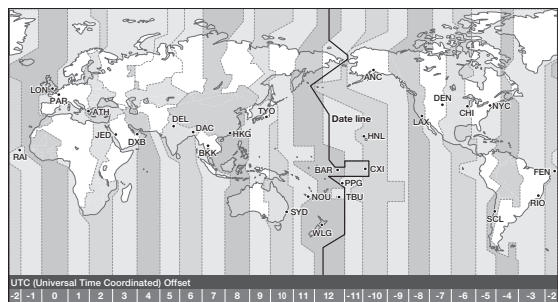 ANC
LON
PAR
DEN
NYC
CHI
ATH
TYO
LAX
DEL
Date line
JED
DAC
HKG
HNL
DXB
RAI
BKK
BAR
CXI
FEN
PPG
NOU
TBU
RIO
SYD
SCL
WLG
UTC (Universal Time Coordinated) Offset
-2 -1 0 1 2 3 4 5 6 7 8 9 10 11 12 -11 -10 -9 -8 -7 -6 -5 -4 -3 -2